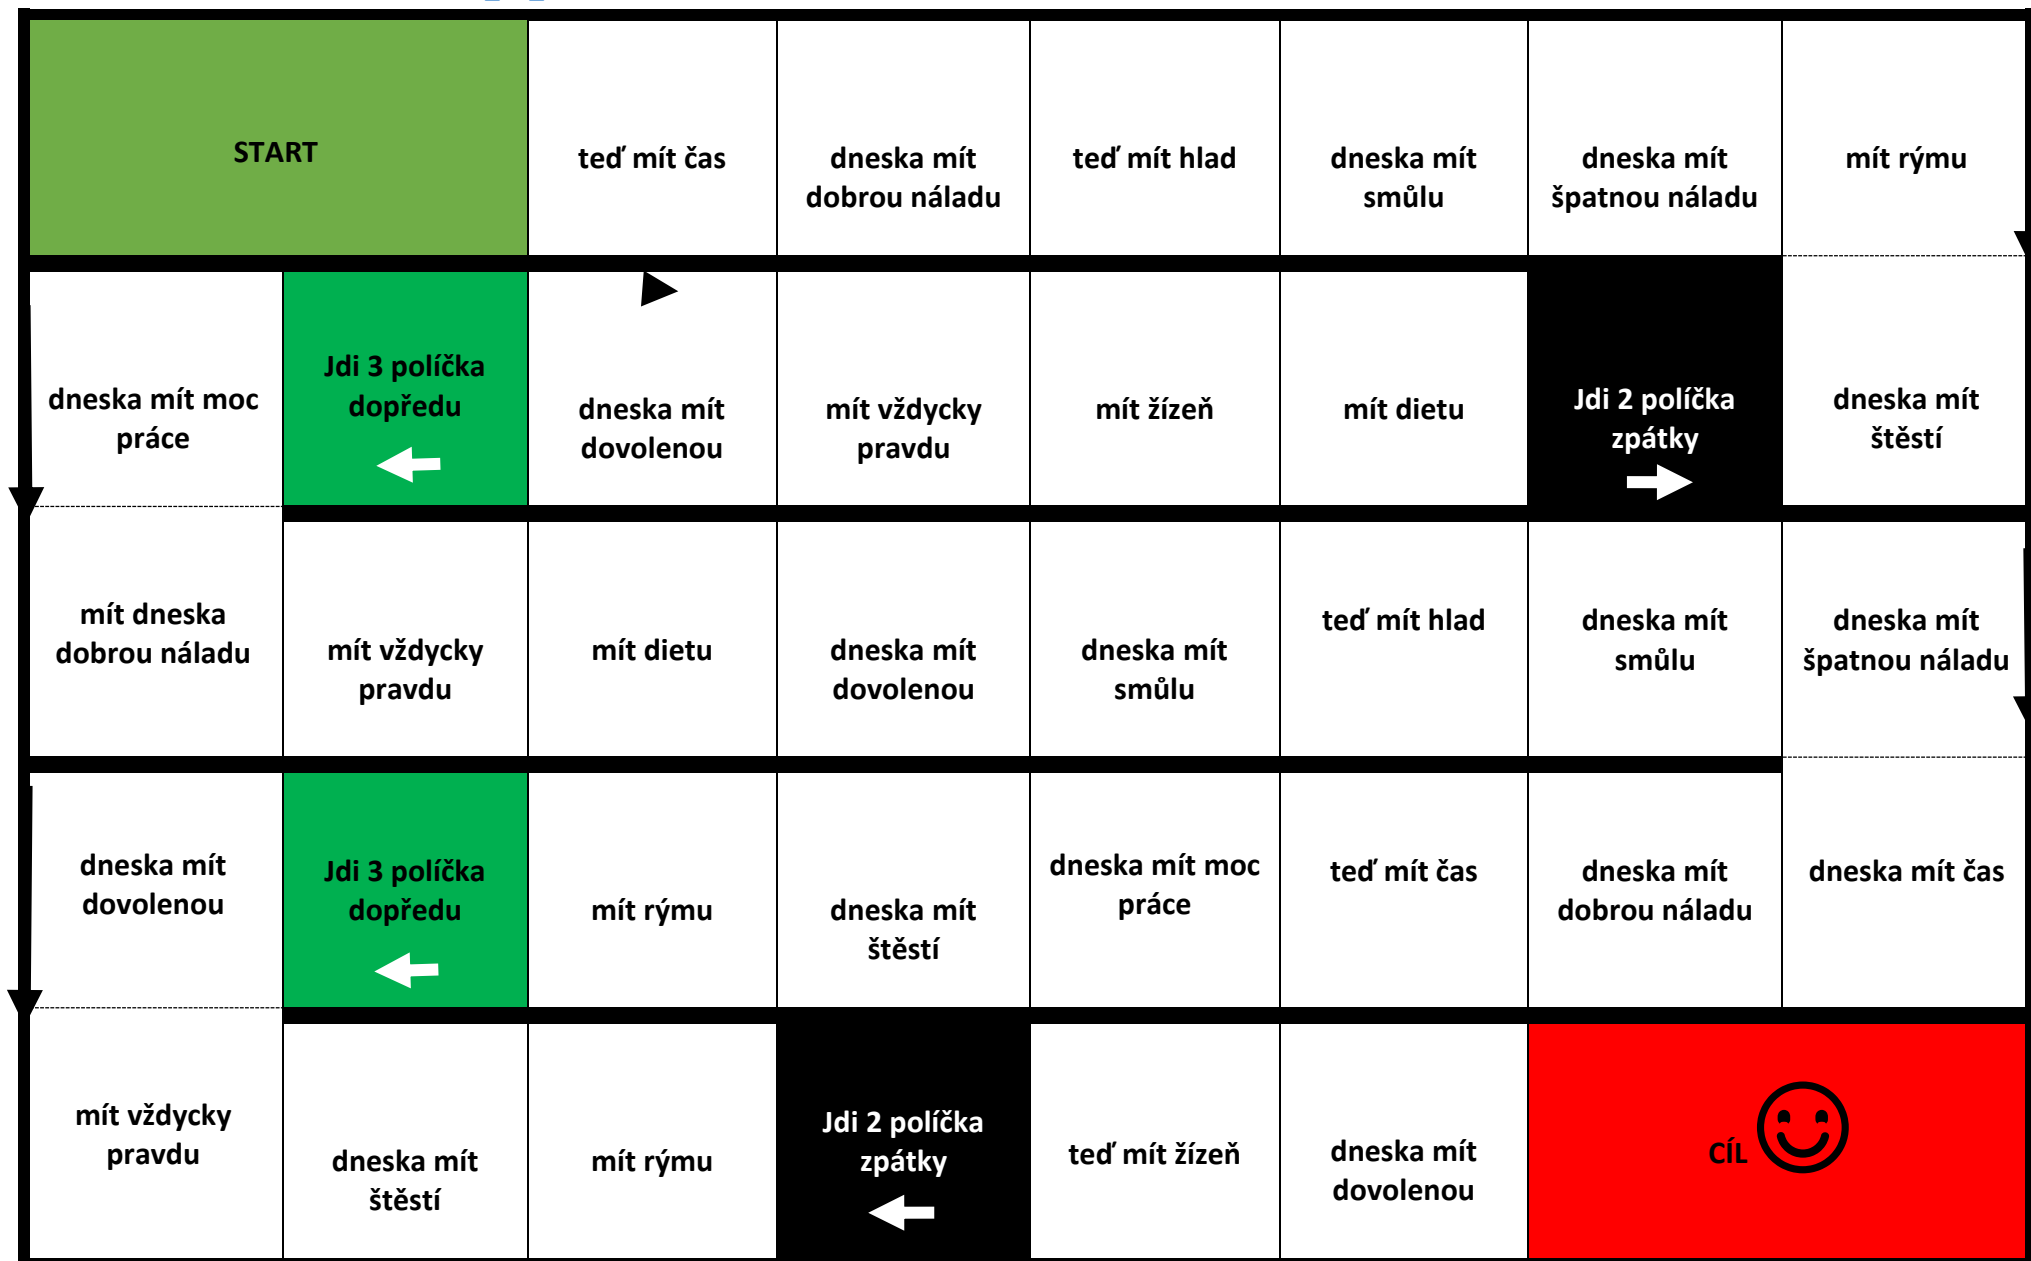 START
teď mít čas
dneska mít
dobrou náladu
teď mít hlad
dneska mít
smůlu
dneska mít
špatnou náladu
mít rýmu
dneska mít moc
práce
Jdi 3 políčka
dopředu
dneska mít
dovolenou
mít vždycky
pravdu
mít žízeň
mít dietu
Jdi 2 políčka
zpátky
dneska mít
štěstí
mít dneska
dobrou náladu
mít vždycky
pravdu
mít dietu
dneska mít
dovolenou
dneska mít
smůlu
teď mít hlad
dneska mít
smůlu
dneska mít
špatnou náladu
dneska mít
dovolenou
Jdi 3 políčka
dopředu
mít rýmu
dneska mít
štěstí
dneska mít moc
práce
teď mít čas
dneska mít
dobrou náladu
dneska mít čas
mít vždycky
pravdu
dneska mít
štěstí
mít rýmu
Jdi 2 políčka
zpátky
teď mít žízeň
dneska mít
dovolenou
CÍL